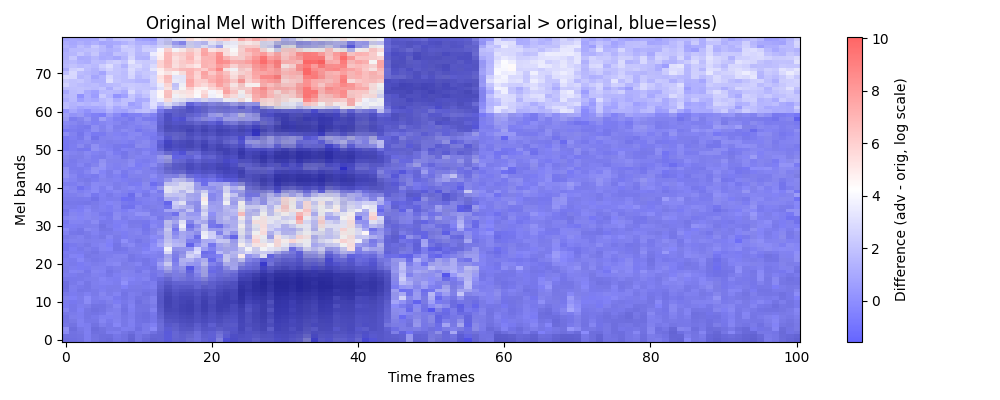 Original Mel with Differences (red=adversarial > original, blue=less)
Mel bands
70
60
50
40
30
20
10
0
0 20 40 60 80 100
Time frames
10
8
6
4
2
0
Difference (adv - orig, log scale)